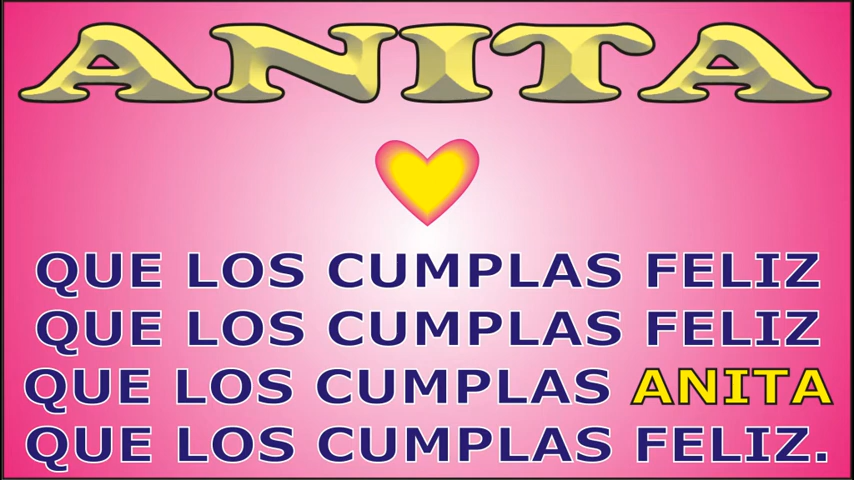 ANITA
QUE LOS CUMPLAS FELIZ
QUE LOS CUMPLAS FELIZ
QUE LOS CUMPLAS ANITA
QUE LOS CUMPLAS FELIZ.